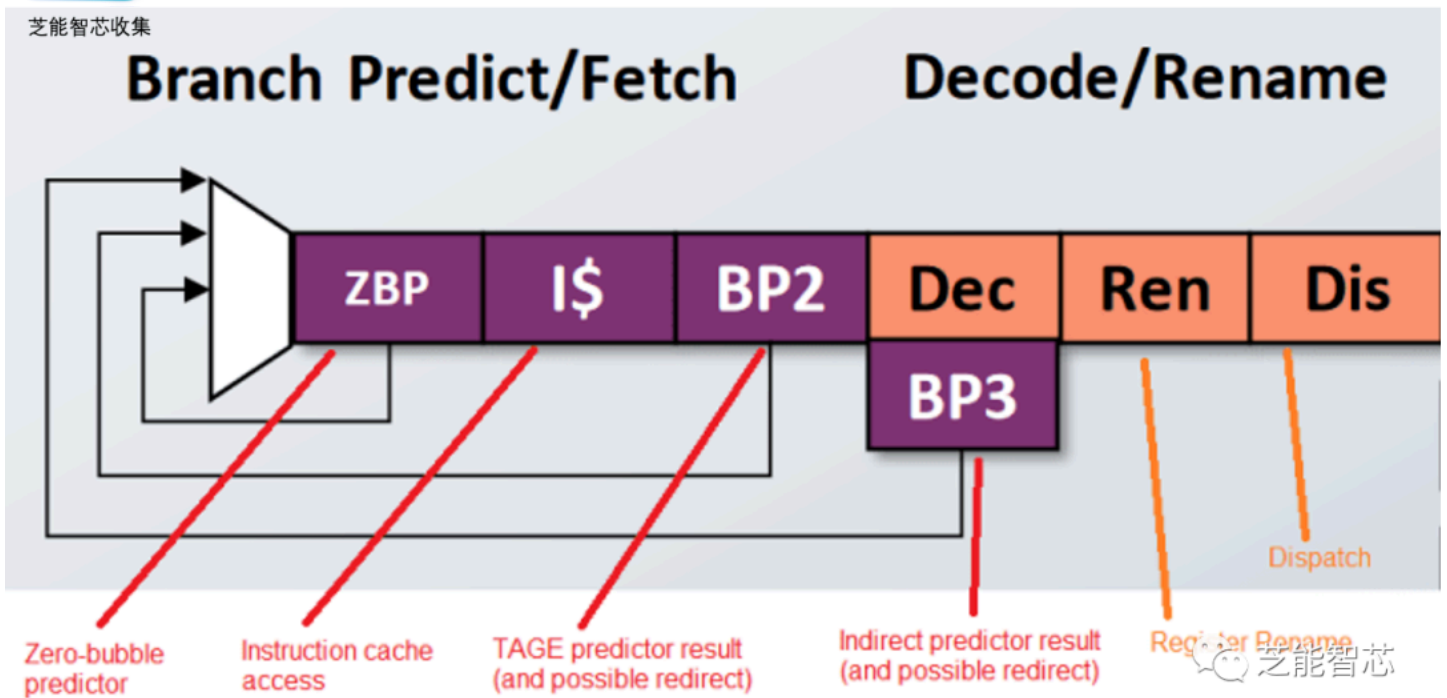 芝能智芯收集
Branch Predict/Fetch
Decode/Rename
ZBP
I$
BP2
Dec
Ren
Dis
BP3
Dispatch
Zero-bubble
predictor
Instruction cache
access
TAGE predictor result
(and possible redirect)
Indirect predictor result
(and possible redirect)
Register Rename
芝能智芯